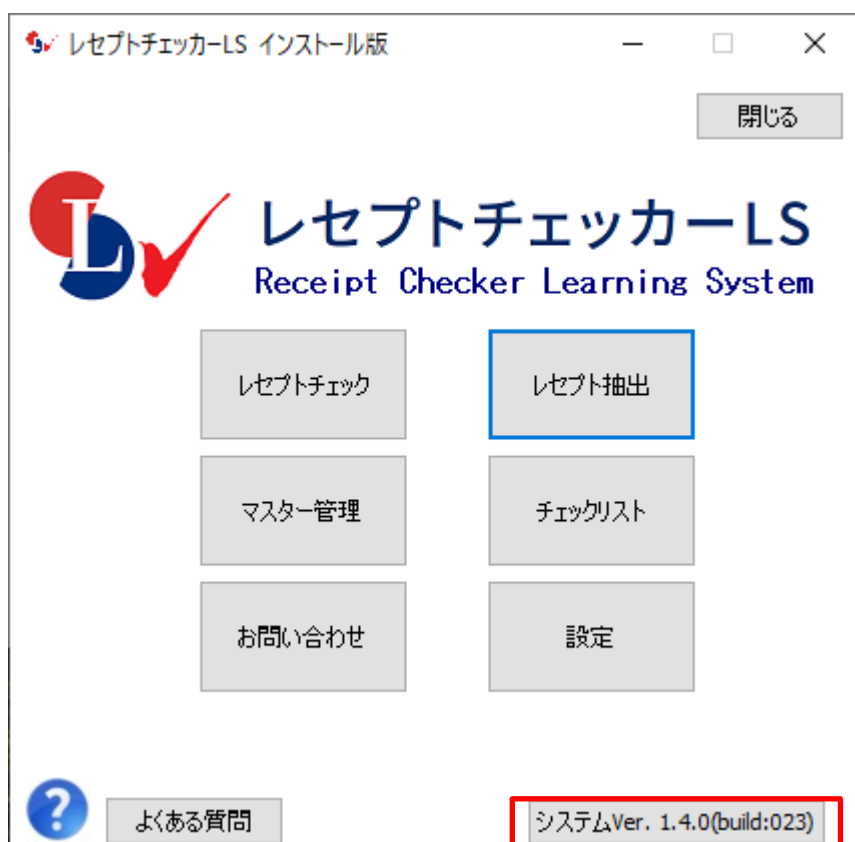 レセプトチェッカーLS インストール版
閉じる
レセプトチェッカーLS
Receipt Checker Learning System
レセプトチェック
レセプト抽出
マスター管理
チェックリスト
お問い合わせ
設定
?
よくある質問
システムVer. 1.4.0(build:023)